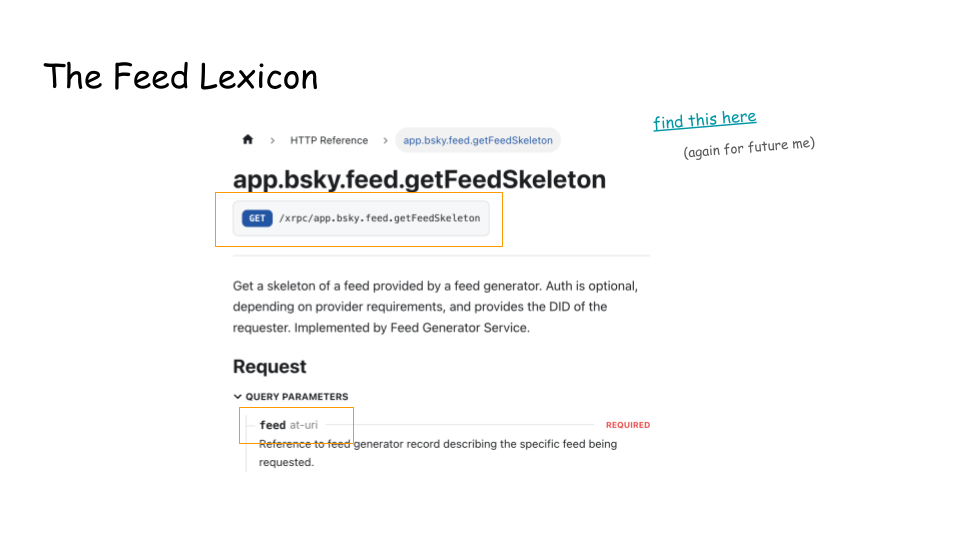 The Feed Lexicon
find this here
(again for future me)
HTTP Reference
app.bsky.feed.getFeedSkeleton
app.bsky.feed.getFeedSkeleton
GET /xrpc/app.bsky.feed.getFeedSkeleton
Get a skeleton of a feed provided by a feed generator. Auth is optional,
depending on provider requirements, and provides the DID of the
requester. Implemented by Feed Generator Service.
Request
QUERY PARAMETERS
feed at-uri REQUIRED
Reference to feed generator record describing the specific feed being
requested.